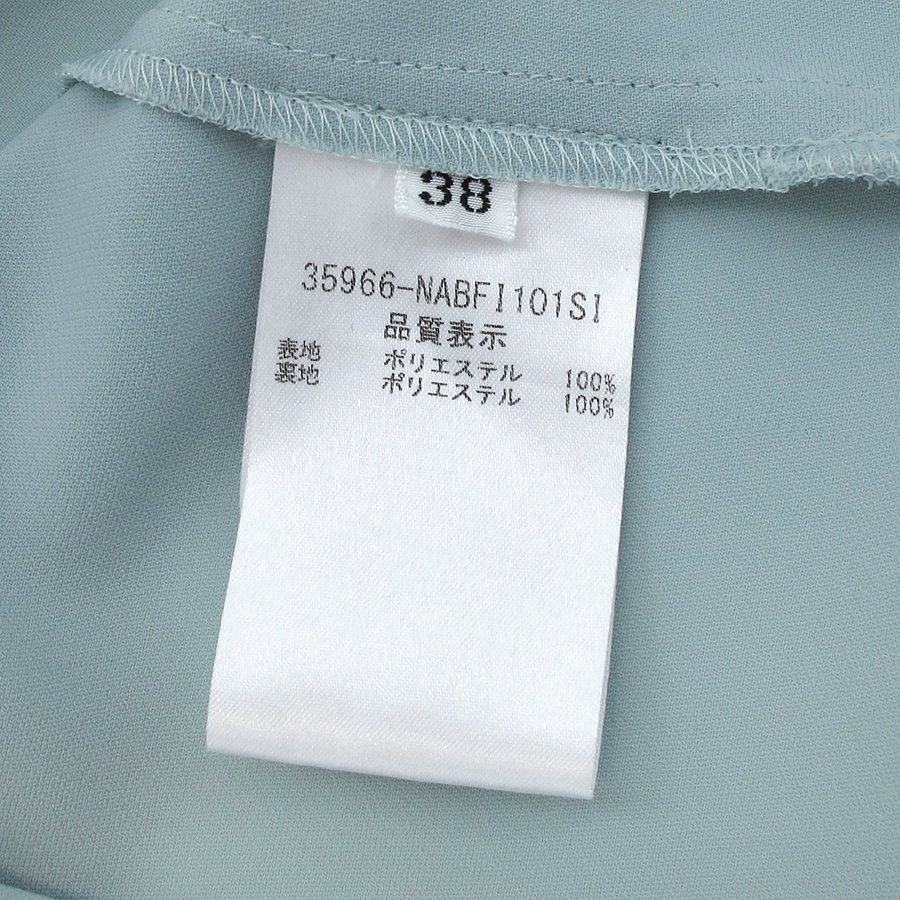 38
35966-NABFI101SI
品質表示
表地 ポリエステル 100%
裏地 ポリエステル 100%